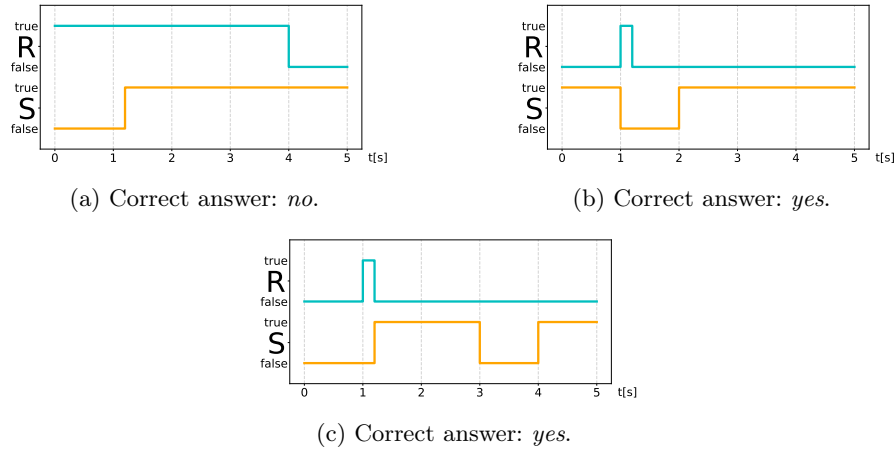 true
R
false
true
S
false
0 1 2 3 4 5 t[s]
(a) Correct answer: no.
true
R
false
true
S
false
0 1 2 3 4 5 t[s]
(b) Correct answer: yes.
true
R
false
true
S
false
0 1 2 3 4 5 t[s]
(c) Correct answer: yes.